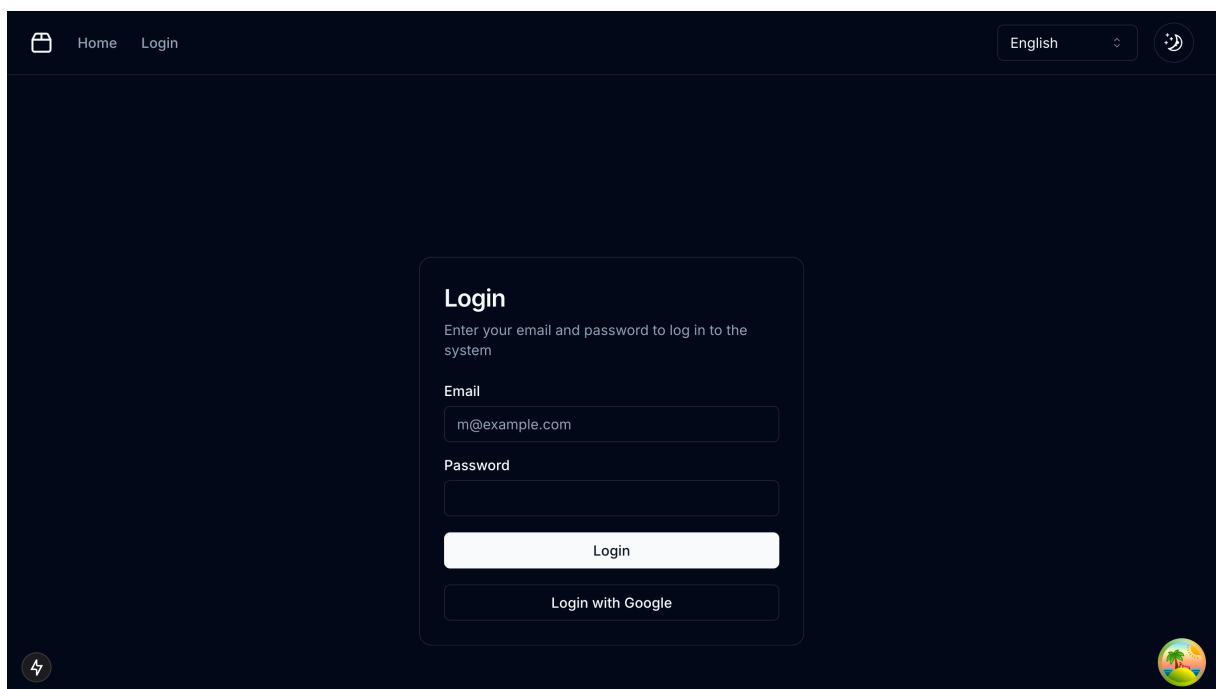 Home
Login
English
Login
Enter your email and password to log in to the
system
Email
m@example.com
Password
Login
Login with Google